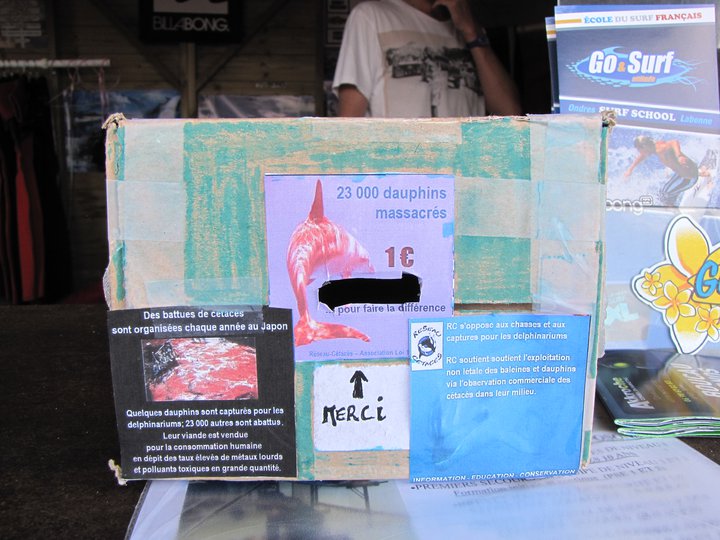 BILLABONG
ÉCOLE DU SURF FRANÇAIS
Go & Surf
attitude
Ondres SURF SCHOOL Labenne
23 000 dauphins
massacrés
1€
... pour faire la différence
Réseau-Cétacés - Association Loi
Des battues de cétacés
sont organisées chaque année au Japon
Quelques dauphins sont capturés pour les
delphinariums; 23 000 autres sont abattus.
Leur viande est vendue
pour la consommation humaine
en dépit des taux élevés de métaux lourds
et polluants toxiques en grande quantité.
MERCi
RESEAU
CETACES
RC s'oppose aux chasses et aux
captures pour les delphinariums
RC soutient soutient l'exploitation
non létale des baleines et dauphins
via l'observation commerciale des
cétacés dans leur milieu.
INFORMATION - EDUCATION - CONSERVATION